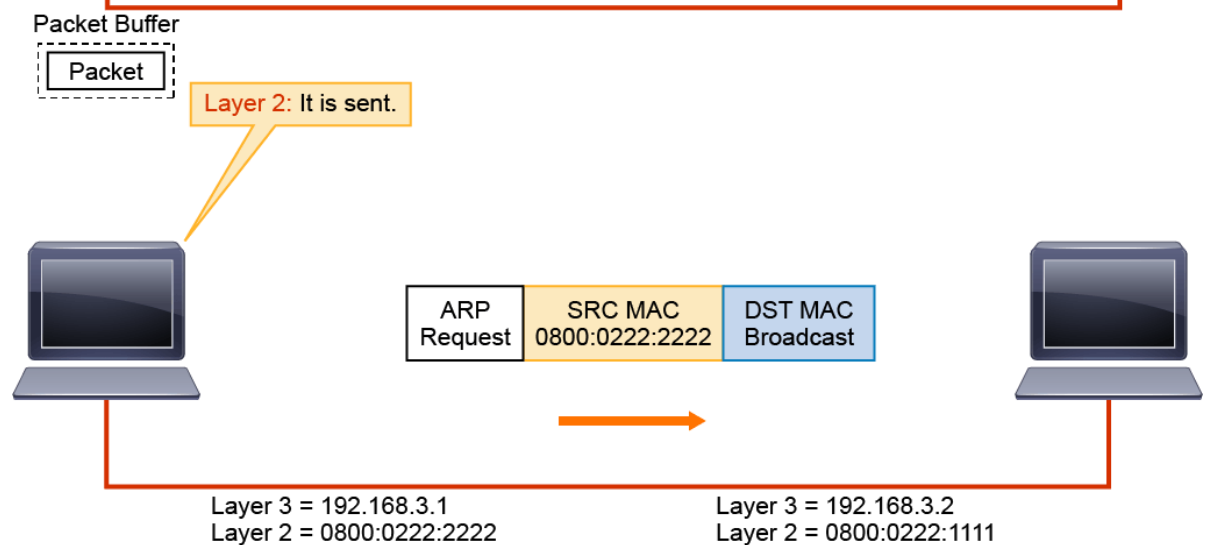 Packet Buffer
Packet
Layer 2: It is sent.
ARP
Request
SRC MAC
0800:0222:2222
DST MAC
Broadcast
Layer 3 = 192.168.3.1
Layer 2 = 0800:0222:2222
Layer 3 = 192.168.3.2
Layer 2 = 0800:0222:1111